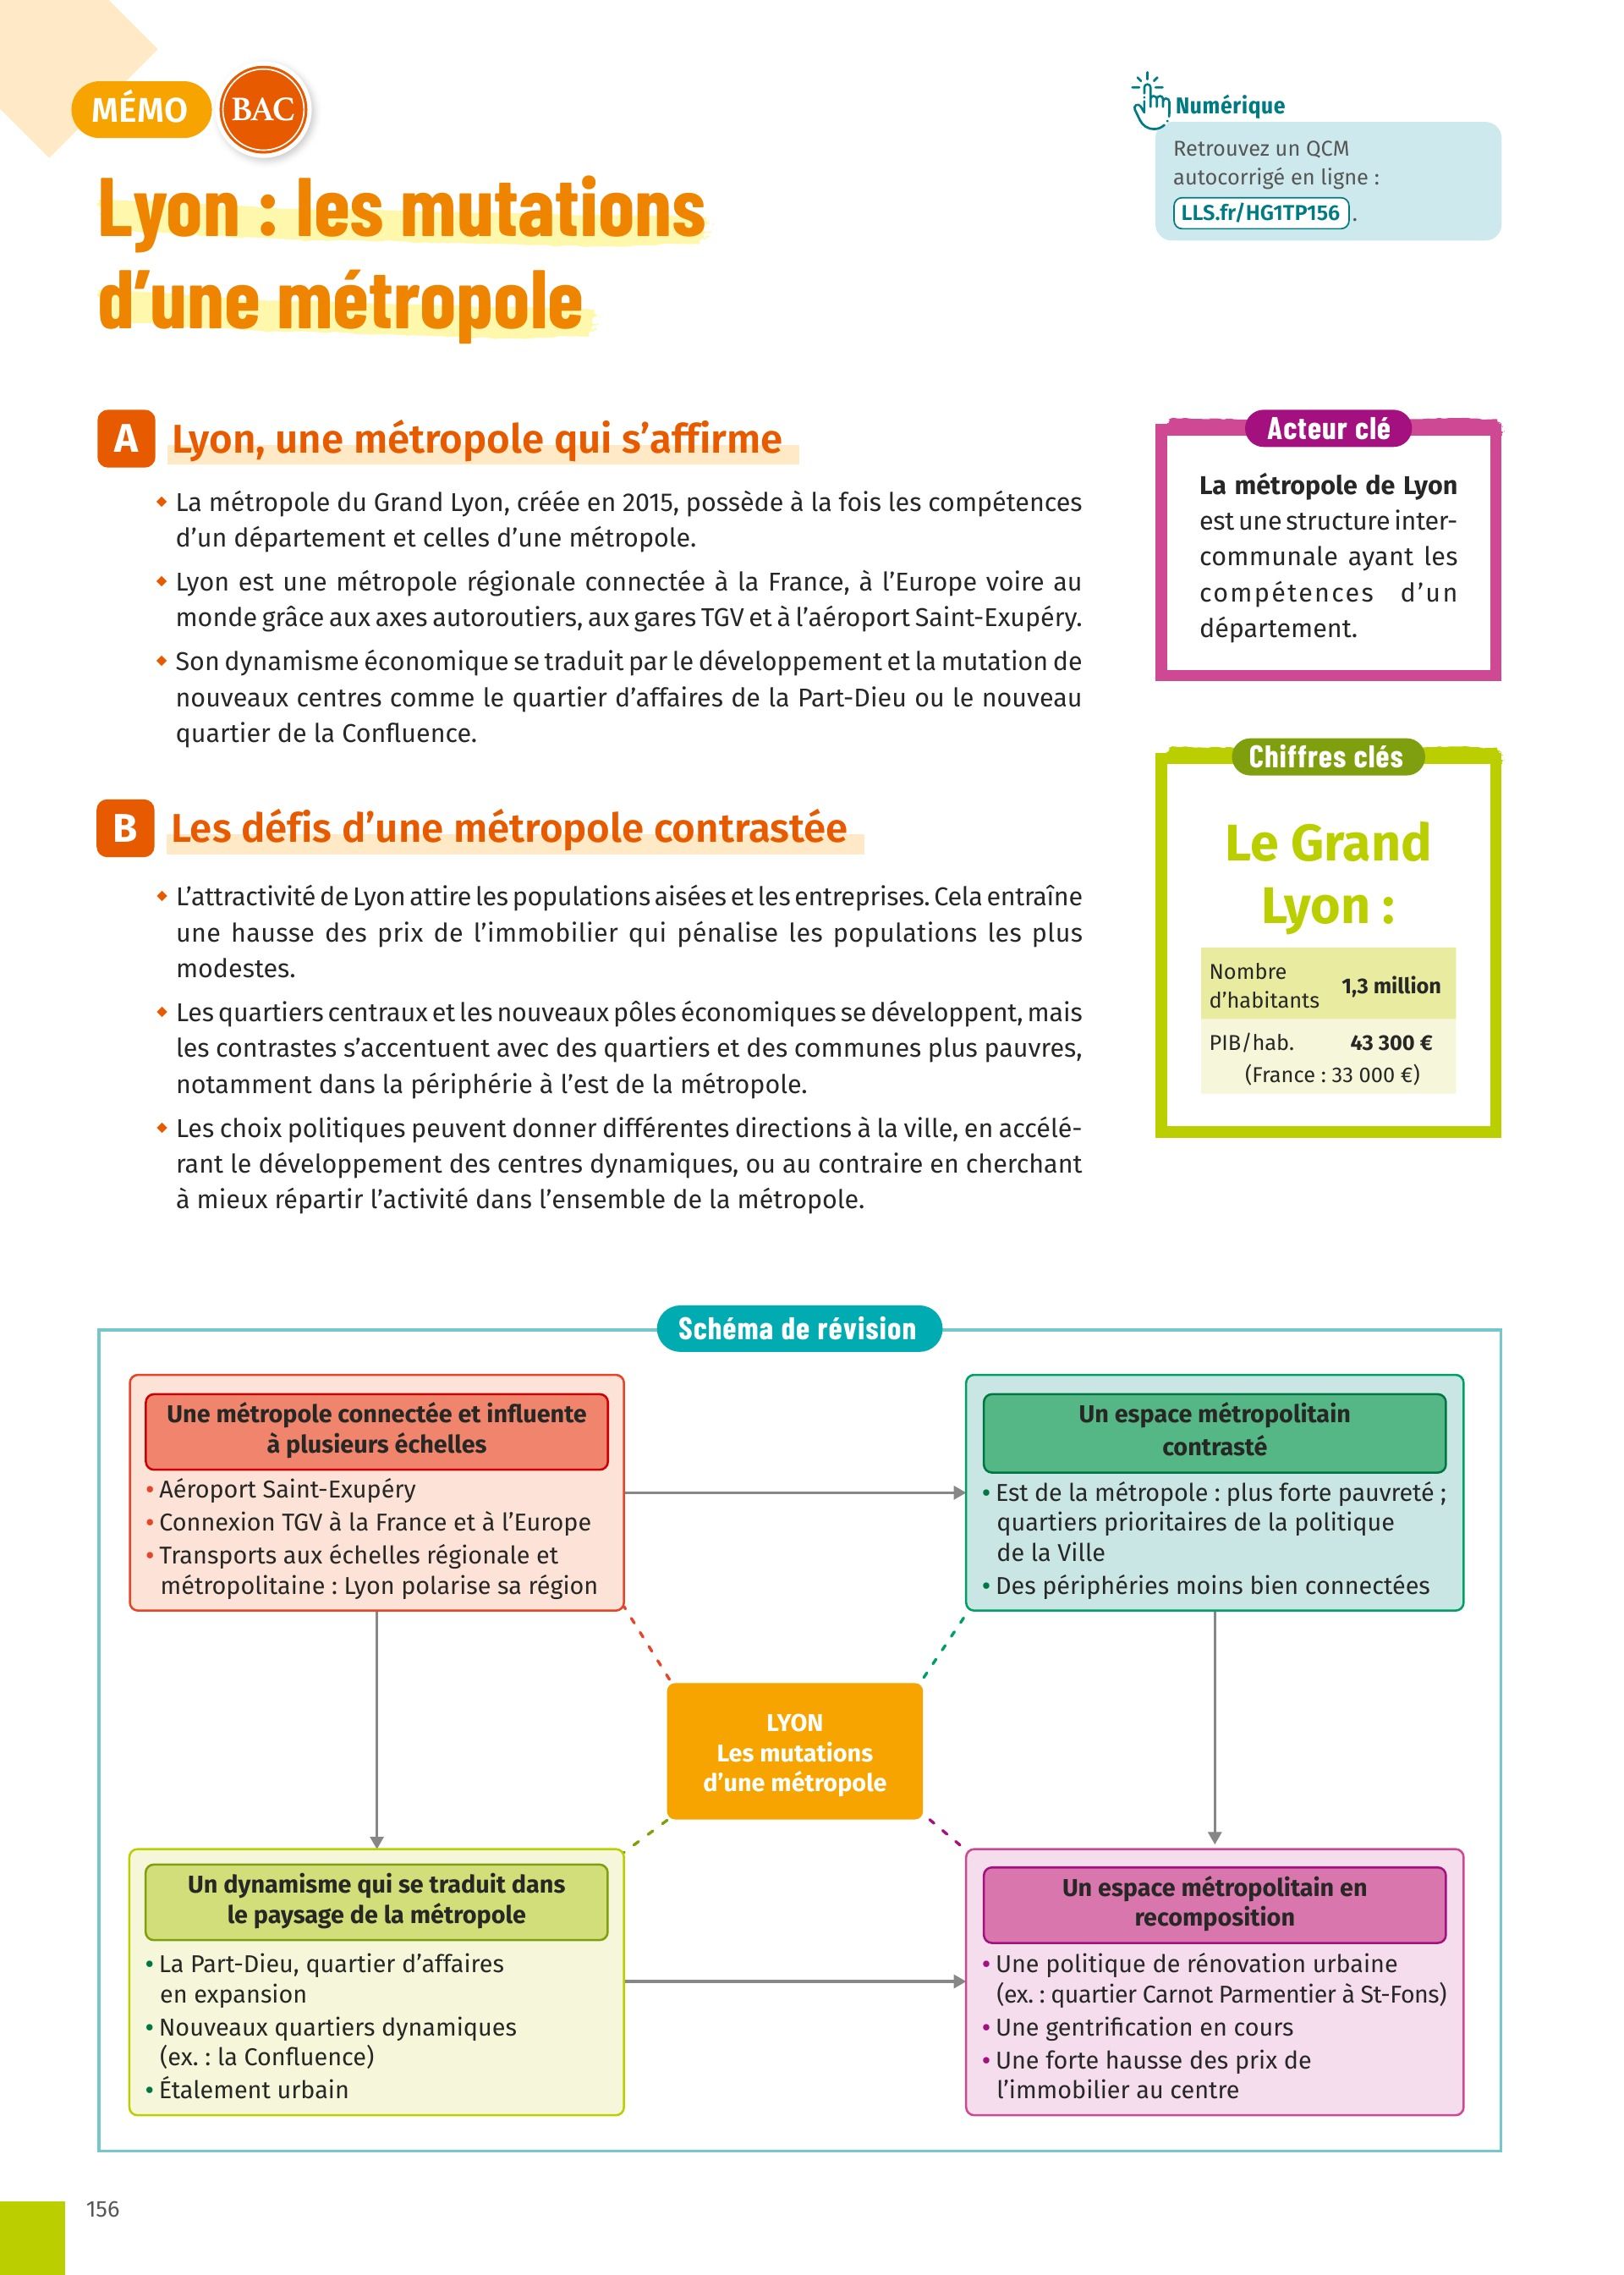 MÉMO
BAC
Numérique
Retrouvez un QCM
autocorrigé en ligne :
LLS.fr/HG1TP156 .
Lyon : les mutations
d’une métropole
A
Lyon, une métropole qui s’affirme
◆ La métropole du Grand Lyon, créée en 2015, possède à la fois les compétences
d’un département et celles d’une métropole.
◆ Lyon est une métropole régionale connectée à la France, à l’Europe voire au
monde grâce aux axes autoroutiers, aux gares TGV et à l’aéroport Saint-Exupéry.
◆ Son dynamisme économique se traduit par le développement et la mutation de
nouveaux centres comme le quartier d’affaires de la Part-Dieu ou le nouveau
quartier de la Confluence.
B
Les défis d’une métropole contrastée
◆ L’attractivité de Lyon attire les populations aisées et les entreprises. Cela entraîne
une hausse des prix de l’immobilier qui pénalise les populations les plus
modestes.
◆ Les quartiers centraux et les nouveaux pôles économiques se développent, mais
les contrastes s’accentuent avec des quartiers et des communes plus pauvres,
notamment dans la périphérie à l’est de la métropole.
◆ Les choix politiques peuvent donner différentes directions à la ville, en accélé-
rant le développement des centres dynamiques, ou au contraire en cherchant
à mieux répartir l’activité dans l’ensemble de la métropole.
Acteur clé
La métropole de Lyon
est une structure inter-
communale ayant les
compétences d’un
département.
Chiffres clés
Le Grand
Lyon :
Nombre
d’habitants
1,3 million
PIB/hab. 43 300 €
(France : 33 000 €)
Schéma de révision
Une métropole connectée et influente
à plusieurs échelles
• Aéroport Saint-Exupéry
• Connexion TGV à la France et à l’Europe
• Transports aux échelles régionale et
métropolitaine : Lyon polarise sa région
Un espace métropolitain
contrasté
• Est de la métropole : plus forte pauvreté ;
quartiers prioritaires de la politique
de la Ville
• Des périphéries moins bien connectées
LYON
Les mutations
d’une métropole
Un dynamisme qui se traduit dans
le paysage de la métropole
• La Part-Dieu, quartier d’affaires
en expansion
• Nouveaux quartiers dynamiques
(ex. : la Confluence)
• Étalement urbain
Un espace métropolitain en
recomposition
• Une politique de rénovation urbaine
(ex. : quartier Carnot Parmentier à St-Fons)
• Une gentrification en cours
• Une forte hausse des prix de
l’immobilier au centre
156